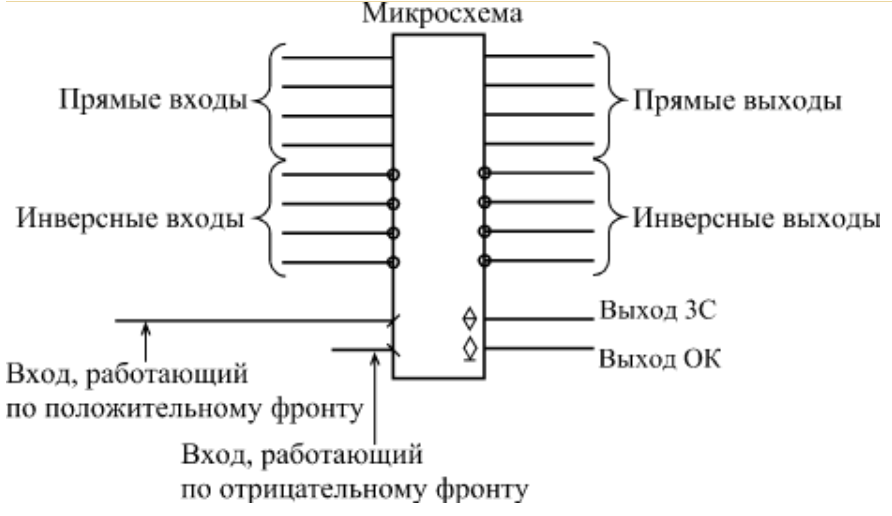 Микросхема
Прямые входы
Прямые выходы
Инверсные входы
Инверсные выходы
Выход 3С
Выход ОК
Вход, работающий
по положительному фронту
Вход, работающий
по отрицательному фронту